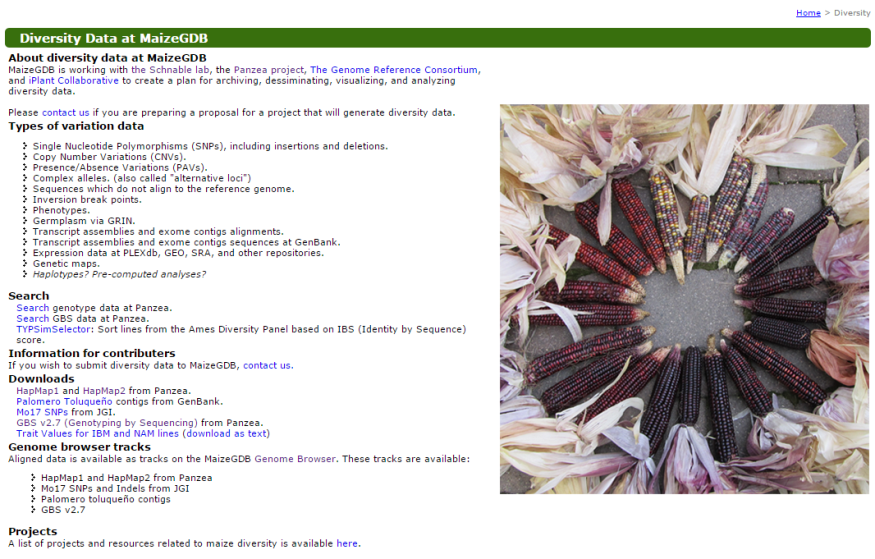 Home > Diversity
Diversity Data at MaizeGDB
About diversity data at MaizeGDB
MaizeGDB is working with the Schnable lab, the Panzea project, The Genome Reference Consortium,
and iPlant Collaborative to create a plan for archiving, dessiminating, visualizing, and analyzing
diversity data.
Please contact us if you are preparing a proposal for a project that will generate diversity data.
Types of variation data
Single Nucleotide Polymorphisms (SNPs), including insertions and deletions.
Copy Number Variations (CNVs).
Presence/Absence Variations (PAVs).
Complex alleles. (also called "alternative loci")
Sequences which do not align to the reference genome.
Inversion break points.
Phenotypes.
Germplasm via GRIN.
Transcript assemblies and exome contigs alignments.
Transcript assemblies and exome contigs sequences at GenBank.
Expression data at PLEXdb, GEO, SRA, and other repositories.
Genetic maps.
Haplotypes? Pre-computed analyses?
Search
Search genotype data at Panzea.
Search GBS data at Panzea.
TYPSimSelector: Sort lines from the Ames Diversity Panel based on IBS (Identity by Sequence)
score.
Information for contributers
If you wish to submit diversity data to MaizeGDB, contact us.
Downloads
HapMap1 and HapMap2 from Panzea.
Palomero Toluqueño contigs from GenBank.
Mo17 SNPs from JGI.
GBS v2.7 (Genotyping by Sequencing) from Panzea.
Trait Values for IBM and NAM lines (download as text)
Genome browser tracks
Aligned data is available as tracks on the MaizeGDB Genome Browser. These tracks are available:
HapMap1 and HapMap2 from Panzea
Mo17 SNPs and Indels from JGI
Palomero toluqueño contigs
GBS v2.7
Projects
A list of projects and resources related to maize diversity is available here.